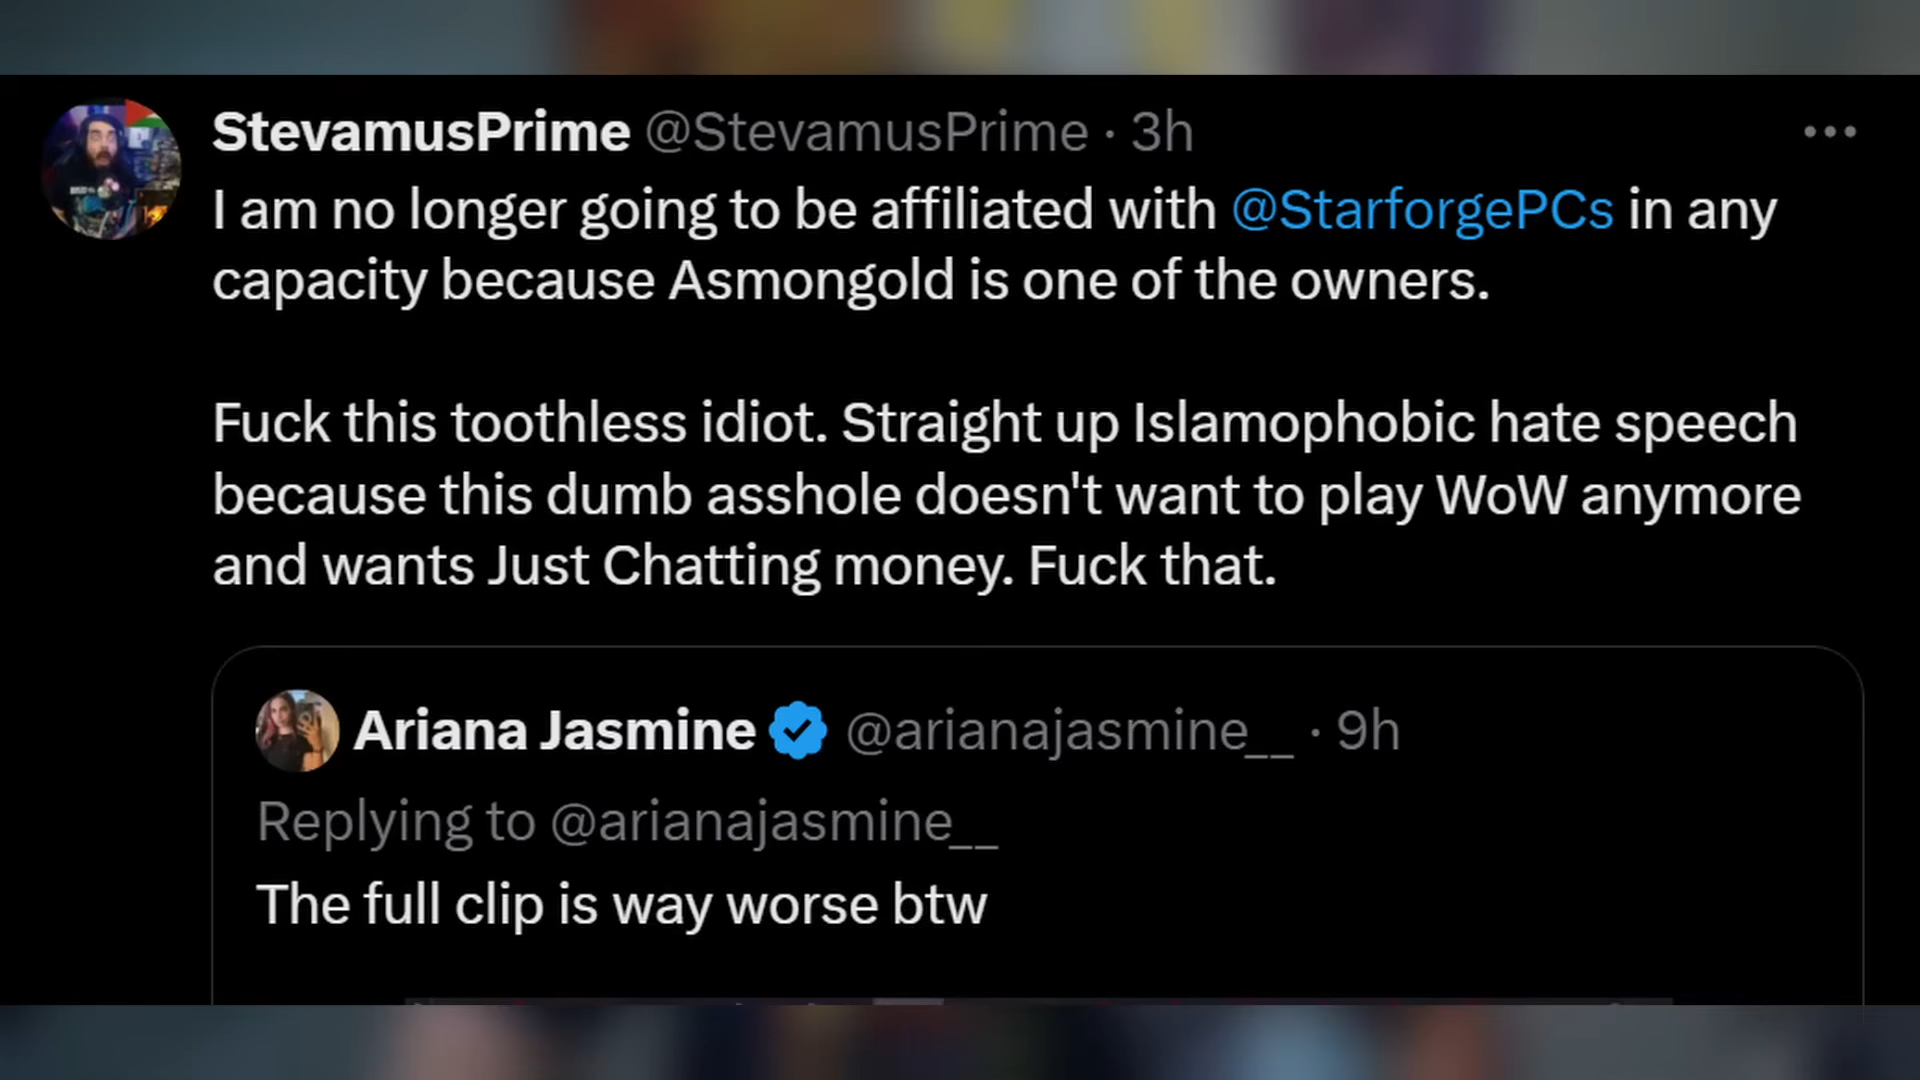 StevamusPrime @StevamusPrime · 3h
I am no longer going to be affiliated with @StarforgePCs in any
capacity because Asmongold is one of the owners.
Fuck this toothless idiot. Straight up Islamophobic hate speech
because this dumb asshole doesn't want to play WoW anymore
and wants Just Chatting money. Fuck that.
Ariana Jasmine @arianajasmine__ · 9h
Replying to @arianajasmine__
The full clip is way worse btw